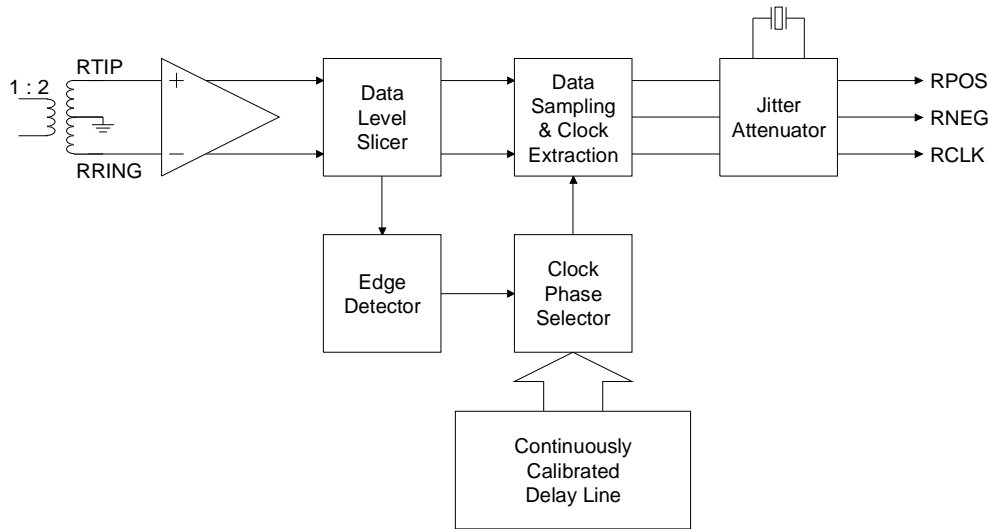 RTIP
1 : 2
RRING
+
−
Data
Level
Slicer
Data
Sampling
& Clock
Extraction
Jitter
Attenuator
RPOS
RNEG
RCLK
Edge
Detector
Clock
Phase
Selector
Continuously
Calibrated
Delay Line